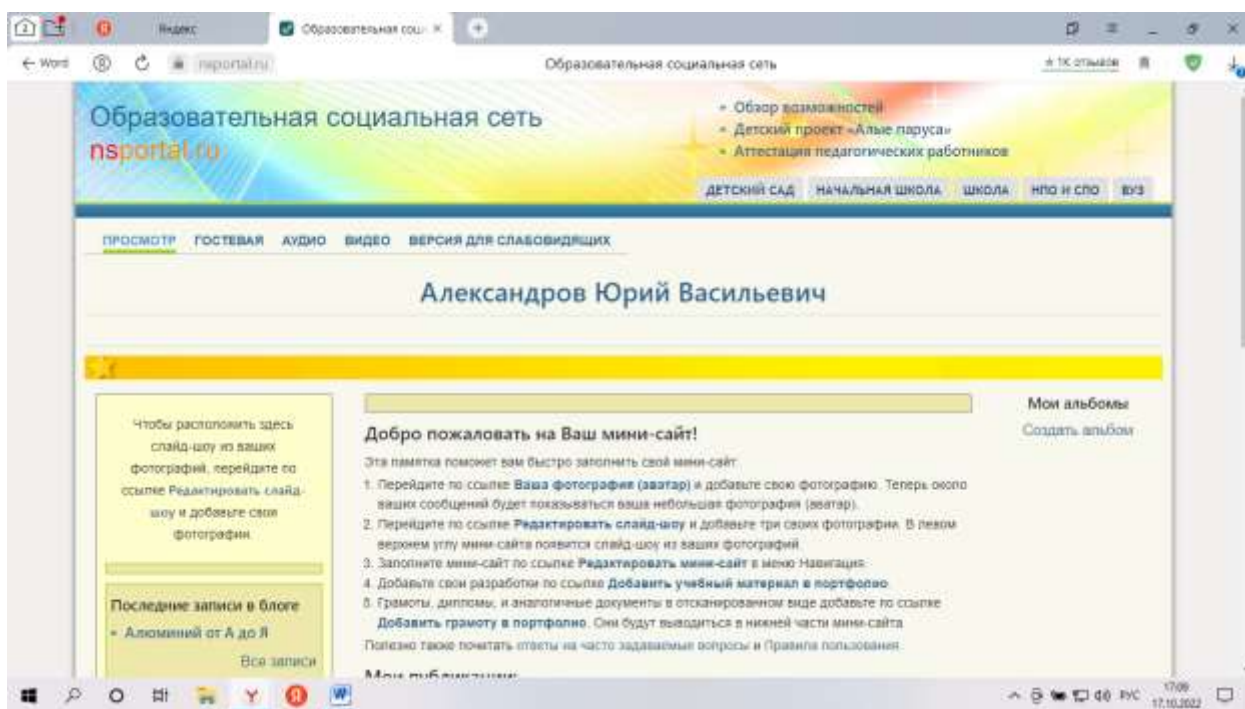 2
Яндекс
Образовательная соци
← Word
nsportal.ru
Образовательная социальная сеть
★ 1К отзывов
Образовательная социальная сеть
nsportal.ru
Обзор возможностей
Детский проект «Алые паруса»
Аттестация педагогических работников
ДЕТСКИЙ САД НАЧАЛЬНАЯ ШКОЛА ШКОЛА НПО И СПО ВУЗ
ПРОСМОТР ГОСТЕВАЯ АУДИО ВИДЕО ВЕРСИЯ ДЛЯ СЛАБОВИДЯЩИХ
Александров Юрий Васильевич
Чтобы расположить здесь
слайд-шоу из ваших
фотографий, перейдите по
ссылке Редактировать слайд-
шоу и добавьте свои
фотографии.
Последние записи в блоге
Алюминий от А до Я
Все записи
Добро пожаловать на Ваш мини-сайт!
Эта памятка поможет вам быстро заполнить свой мини-сайт.
1. Перейдите по ссылке Ваша фотография (аватар) и добавьте свою фотографию. Теперь около
ваших сообщений будет показываться ваша небольшая фотография (аватар).
2. Перейдите по ссылке Редактировать слайд-шоу и добавьте три своих фотографии. В левом
верхнем углу мини-сайта появится слайд-шоу из ваших фотографий.
3. Заполните мини-сайт по ссылке Редактировать мини-сайт в меню Навигация.
4. Добавьте свои разработки по ссылке Добавить учебный материал в портфолио.
5. Грамоты, дипломы, и аналогичные документы в отсканированном виде добавьте по ссылке
Добавить грамоту в портфолио. Они будут выводиться в нижней части мини-сайта
Полезно также почитать ответы на часто задаваемые вопросы и Правила пользования.
Мои публикации:
Мои альбомы
Создать альбом
РУС
17:09
17.10.2022